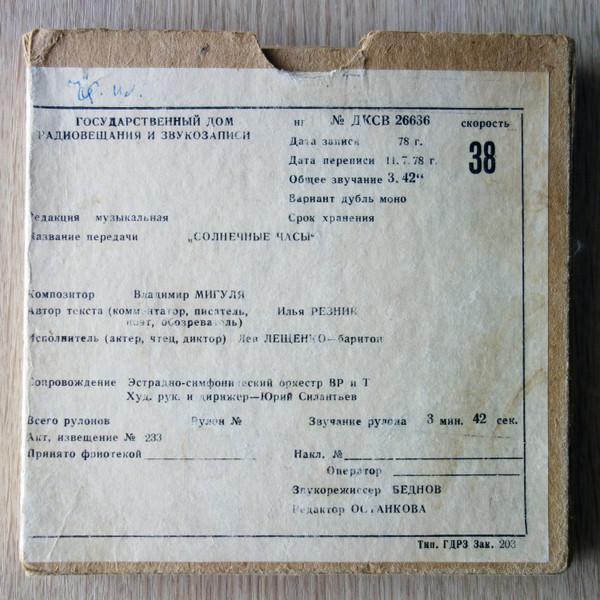 ГОСУДАРСТВЕННЫЙ ДОМ
РАДИОВЕЩАНИЯ И ЗВУКОЗАПИСИ
нг № ДКСВ 26636
скорость
38
Дата записи 78 г.
Дата переписи 11.7.78 г.
Общее звучание 3.42"
Вариант дубль моно
Срок хранения
Редакция музыкальная
Название передачи „СОЛНЕЧНЫЕ ЧАСЫ"
Композитор Владимир МИГУЛЯ
Автор текста (комментатор, писатель, Илья РЕЗНИК
поэт, обозреватель)
Исполнитель (актер, чтец, диктор) Лев ЛЕЩЕНКО—баритон
Сопровождение Эстрадно-симфонический оркестр ВР и Т
Худ. рук. и дирижер—Юрий Силантьев
Всего рулонов Рулон № Звучание рулона 3 мин. 42 сек.
Акт, извещение № 233
Принято фонотекой Накл. №
Оператор
Звукорежиссер БЕДНОВ
Редактор ОСТАНКОВА
Тип. ГДРЗ Зак. 203